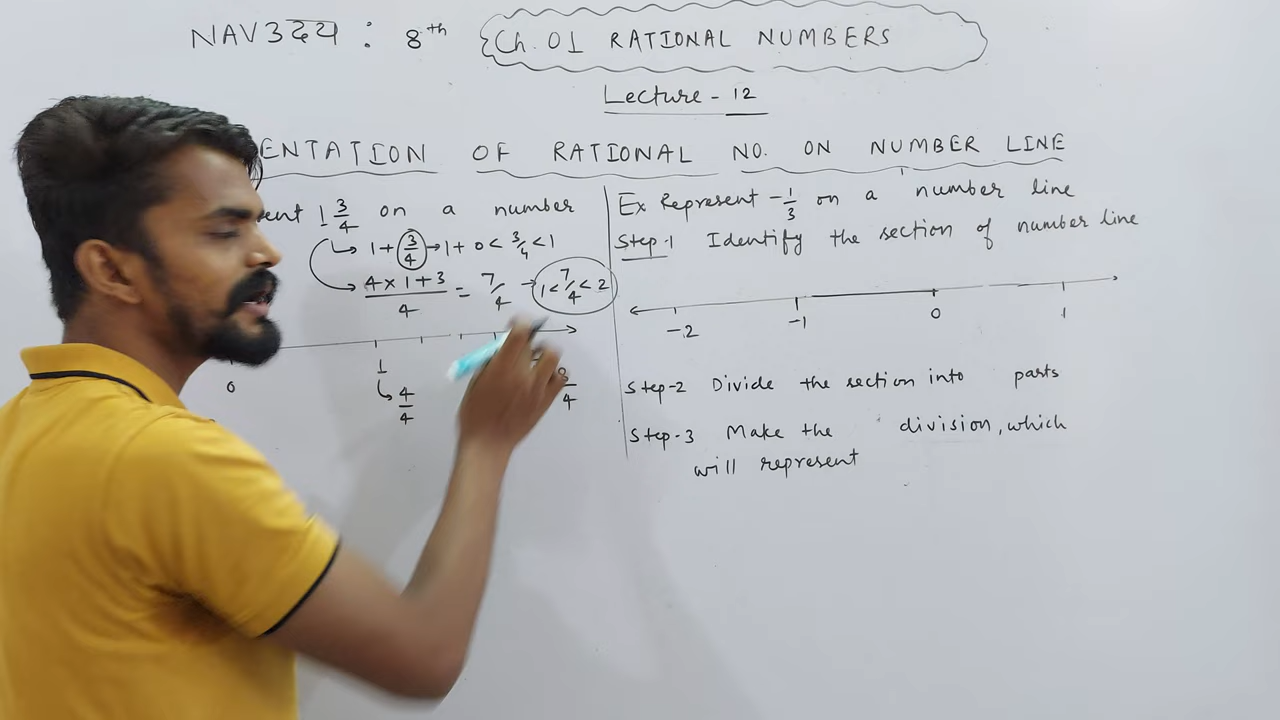 NAV3दय : 8th
Ch. 01 RATIONAL NUMBERS
Lecture - 12
ENTATION OF RATIONAL NO. ON NUMBER LINE
ent 1 3/4 on a number
↳ 1 + 3/4 → 1 + 0 < 3/4 < 1
4 x 1 + 3 / 4 = 7/4 → 1 < 7/4 < 2
0 1
↳ 4/4 8/4
Ex Represent - 1/3 on a number line
Step-1 Identify the section of number line
-2 -1 0 1
Step-2 Divide the section into parts
Step-3 Make the division, which
will represent